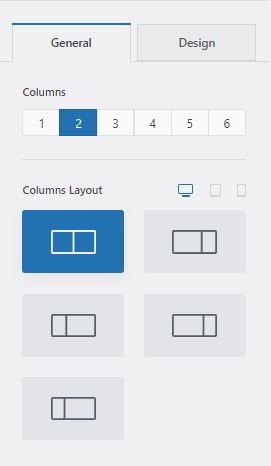 General Design
Columns
1 2 3 4 5 6
Columns Layout